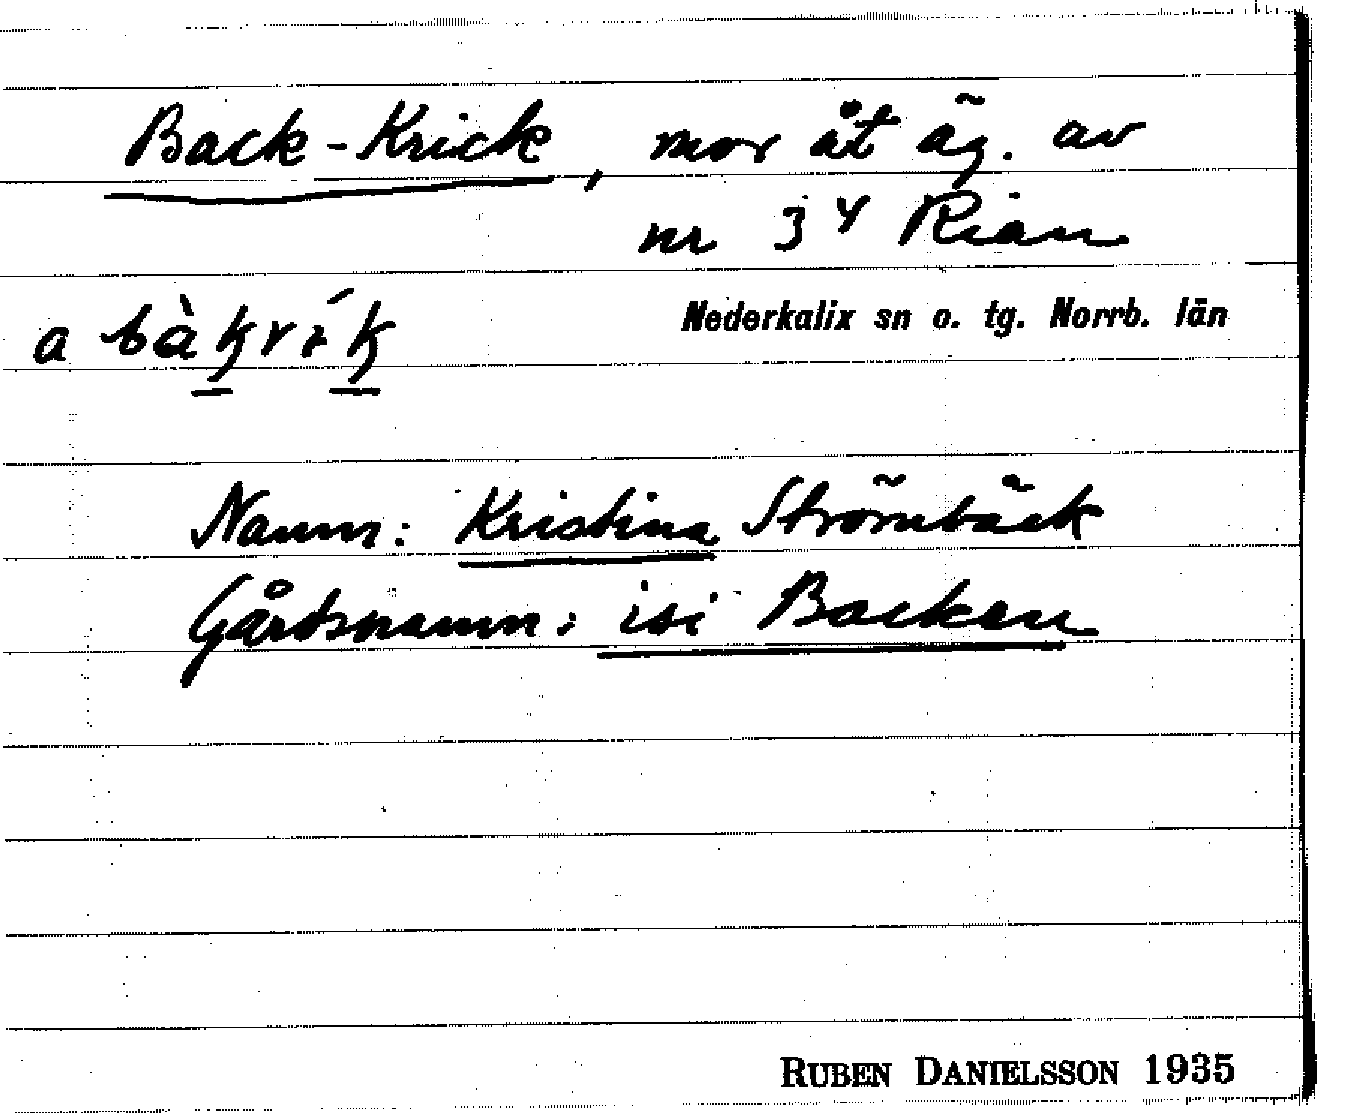 Back-Krick, mor åt äg. av
nr 34 Rian
Nederkalix sn o. tg. Norrb. län
a bàkrík
Namn: Kristina Strömbäck
Gårdsnamn: isi Backen
RUBEN DANIELSSON 1935